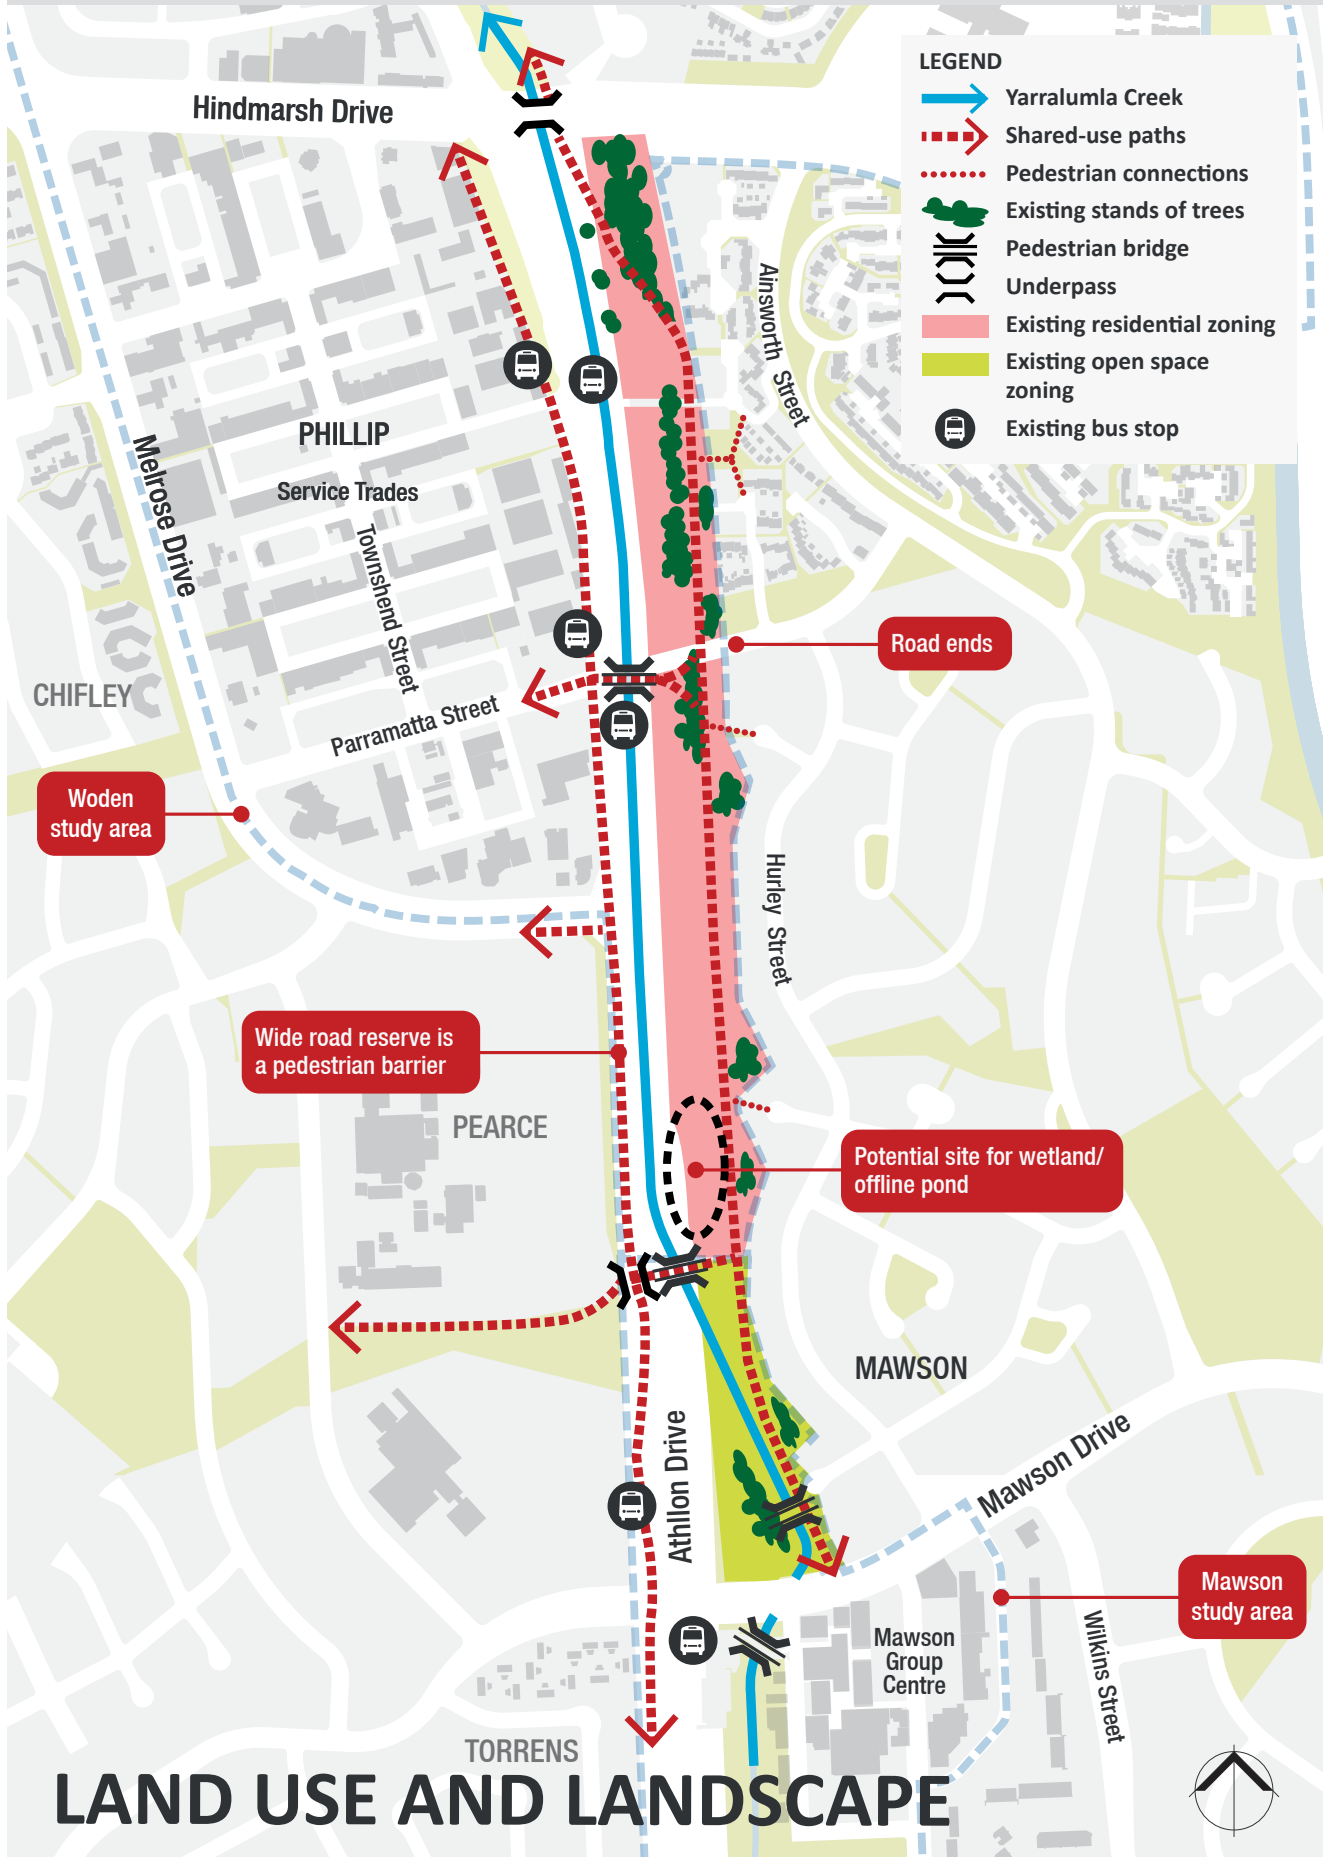 LEGEND
Yarralumla Creek
Shared-use paths
Pedestrian connections
Existing stands of trees
Pedestrian bridge
Underpass
Existing residential zoning
Existing open space
zoning
Existing bus stop
Hindmarsh Drive
Ainsworth Street
PHILLIP
Service Trades
Melrose Drive
Townshend Street
Road ends
CHIFLEY
Parramatta Street
Woden
study area
Hurley Street
Wide road reserve is
a pedestrian barrier
PEARCE
Potential site for wetland/
offline pond
MAWSON
Athllon Drive
Mawson Drive
Mawson
study area
Mawson
Group
Centre
Wilkins Street
TORRENS
LAND USE AND LANDSCAPE